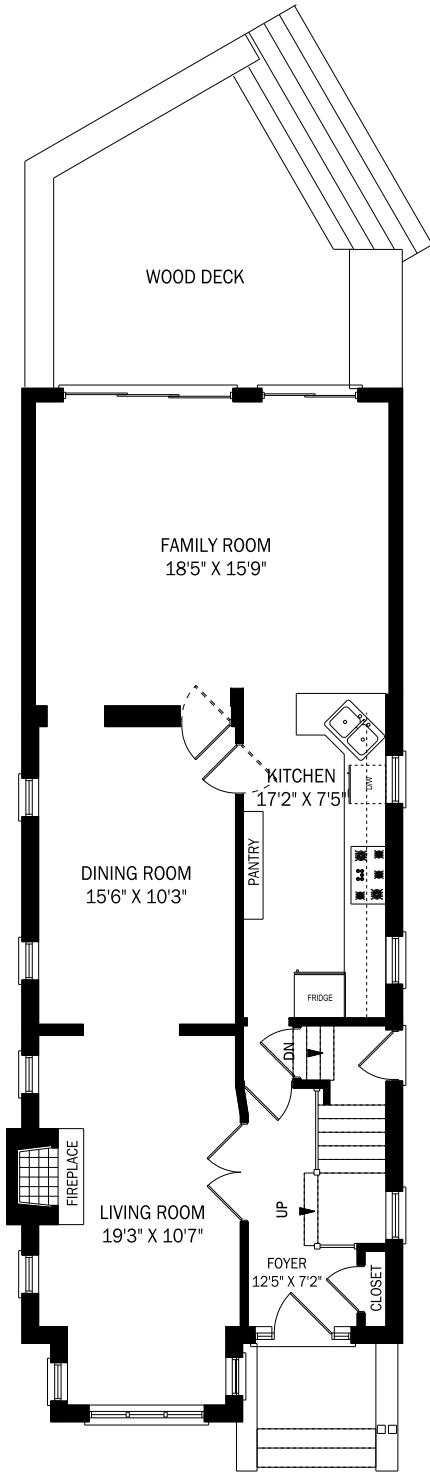 WOOD DECK
FAMILY ROOM
18'5" X 15'9"
KITCHEN
17'2" X 7'5"
D/W
PANTRY
DINING ROOM
15'6" X 10'3"
FRIDGE
DN
FIREPLACE
LIVING ROOM
19'3" X 10'7"
UP
FOYER
12'5" X 7'2"
CLOSET